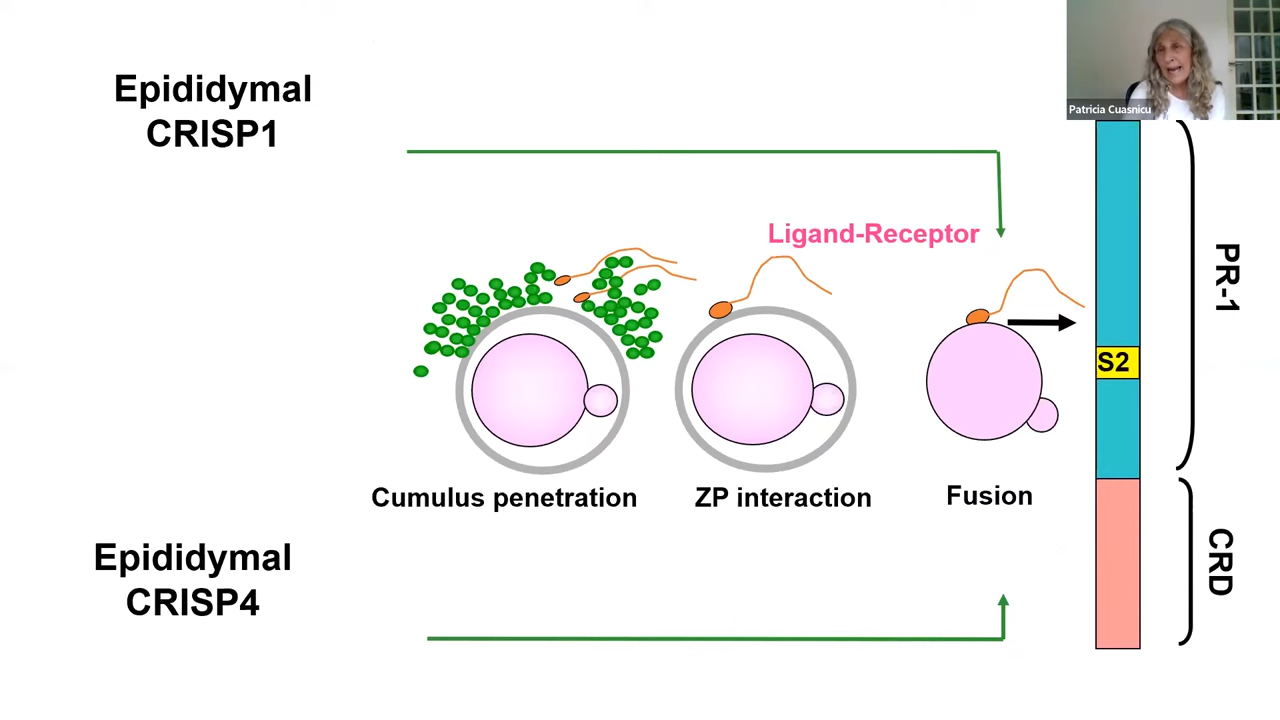 Epididymal
CRISP1
Patricia Cuasnicu
Ligand-Receptor
PR-1
S2
Cumulus penetration
ZP interaction
Fusion
CRD
Epididymal
CRISP4